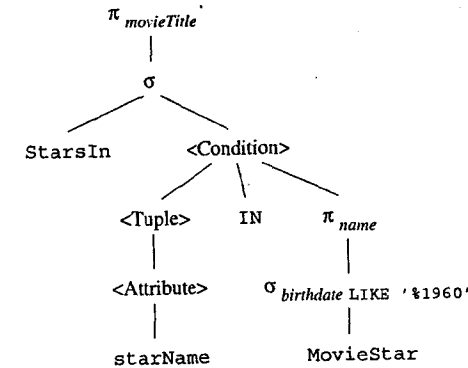 π movieTitle
σ
StarsIn <Condition>
<Tuple> IN π name
<Attribute> σ birthdate LIKE '%1960'
starName MovieStar